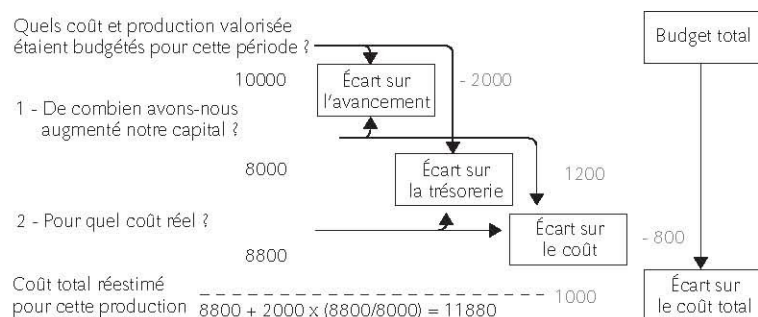 Quels coût et production valorisée
étaient budgétés pour cette période ?
Budget total
10000
Écart sur
l'avancement
- 2000
1 - De combien avons-nous
augmenté notre capital ?
8000
Écart sur
la trésorerie
1200
2 - Pour quel coût réel ?
8800
Écart sur
le coût
- 800
Coût total réestimé
pour cette production
8800 + 2000 x (8800/8000) = 11880
1000
Écart sur
le coût total